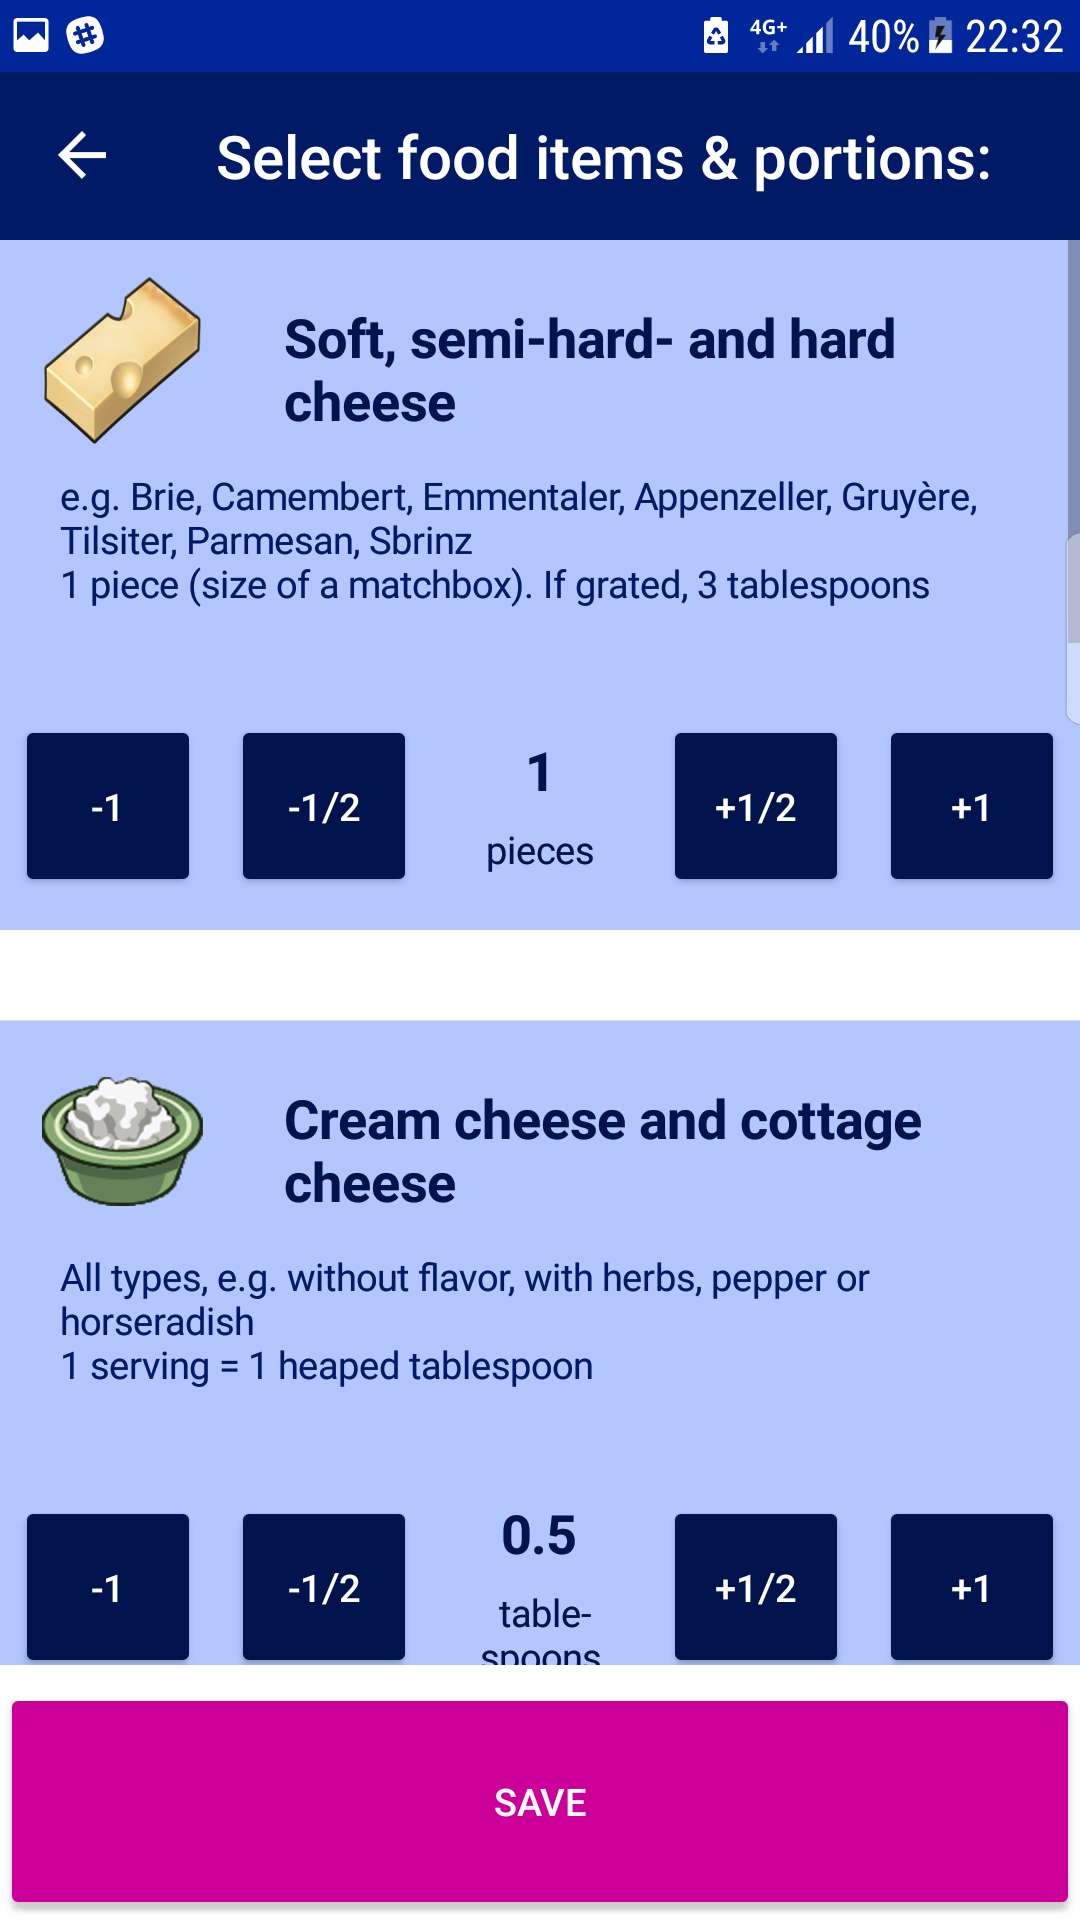 4G+ 40% 22:32
Select food items & portions:
Soft, semi-hard- and hard
cheese
e.g. Brie, Camembert, Emmentaler, Appenzeller, Gruyère,
Tilsiter, Parmesan, Sbrinz
1 piece (size of a matchbox). If grated, 3 tablespoons
-1 -1/2 1 +1/2 +1
pieces
Cream cheese and cottage
cheese
All types, e.g. without flavor, with herbs, pepper or
horseradish
1 serving = 1 heaped tablespoon
-1 -1/2 0.5 +1/2 +1
table-
spoons
SAVE